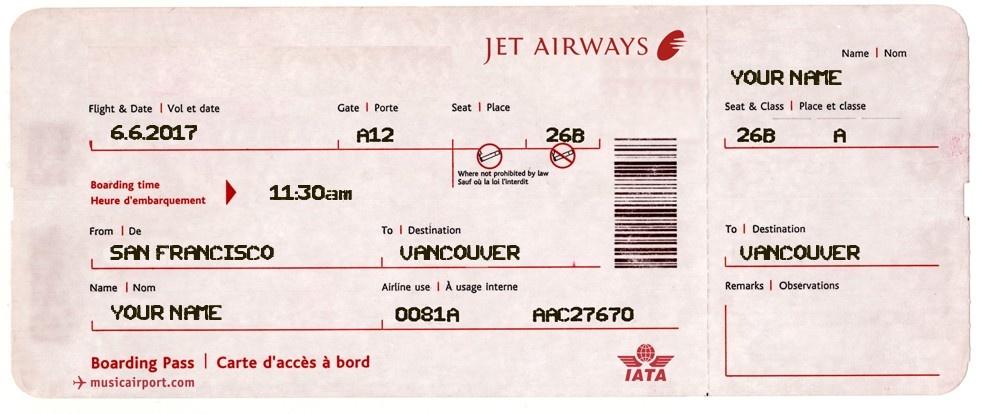 JET AIRWAYS
Flight & Date | Vol et date
Gate | Porte
Seat | Place
6.6.2017
A12
26B
Where not prohibited by law
Sauf où la loi l'interdit
Boarding time
Heure d'embarquement
11:30am
From | De
To | Destination
SAN FRANCISCO
VANCOUVER
Name | Nom
Airline use | À usage interne
YOUR NAME
0081A
AAC27670
Boarding Pass | Carte d'accès à bord
musicairport.com
IATA
Name | Nom
YOUR NAME
Seat & Class | Place et classe
26B
A
To | Destination
VANCOUVER
Remarks | Observations